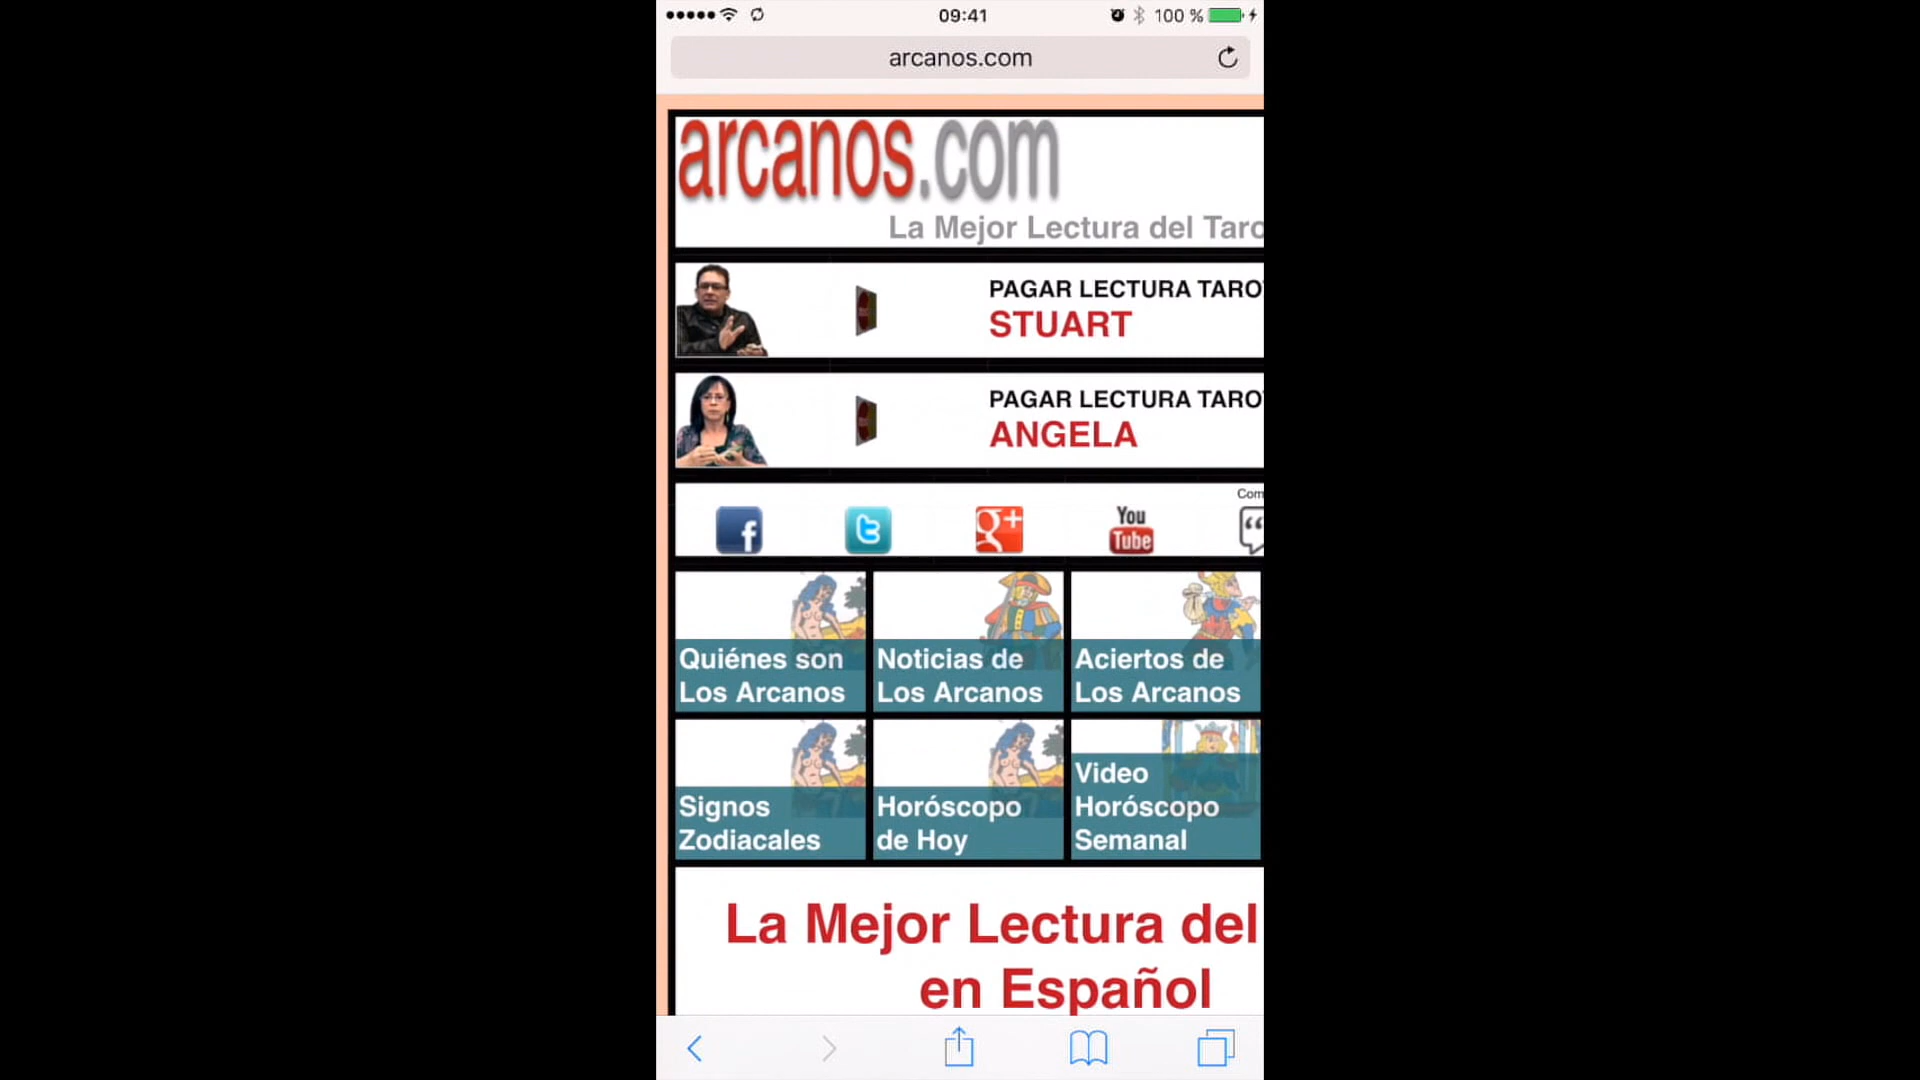 09:41
100 %
arcanos.com
arcanos.com
La Mejor Lectura del Taro
PAGAR LECTURA TARO
STUART
PAGAR LECTURA TARO
ANGELA
Com
You
Tube
Quiénes son
Los Arcanos
Noticias de
Los Arcanos
Aciertos de
Los Arcanos
Signos
Zodiacales
Horóscopo
de Hoy
Video
Horóscopo
Semanal
La Mejor Lectura del
en Español